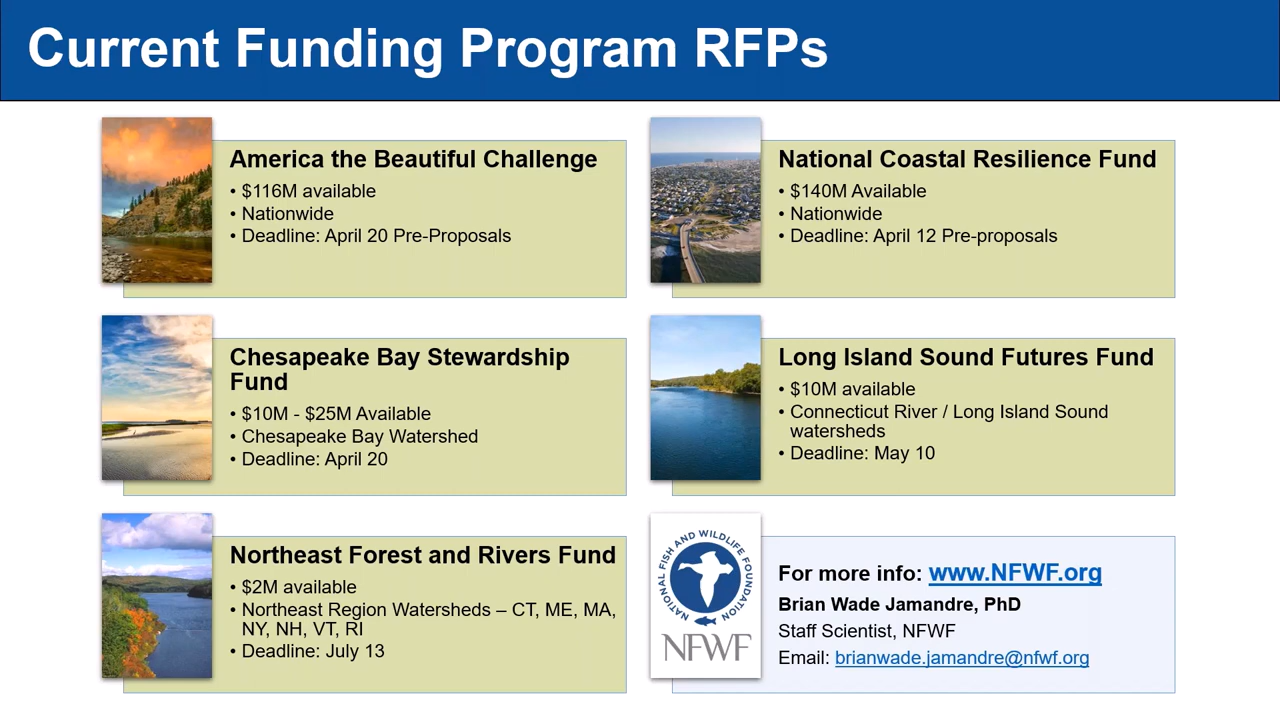 Current Funding Program RFPs
America the Beautiful Challenge
• $116M available
• Nationwide
• Deadline: April 20 Pre-Proposals
National Coastal Resilience Fund
• $140M Available
• Nationwide
• Deadline: April 12 Pre-proposals
Chesapeake Bay Stewardship
Fund
• $10M - $25M Available
• Chesapeake Bay Watershed
• Deadline: April 20
Long Island Sound Futures Fund
• $10M available
• Connecticut River / Long Island Sound
watersheds
• Deadline: May 10
Northeast Forest and Rivers Fund
• $2M available
• Northeast Region Watersheds – CT, ME, MA,
NY, NH, VT, RI
• Deadline: July 13
NATIONAL FISH AND WILDLIFE FOUNDATION
NFWF
For more info: www.NFWF.org
Brian Wade Jamandre, PhD
Staff Scientist, NFWF
Email: brianwade.jamandre@nfwf.org